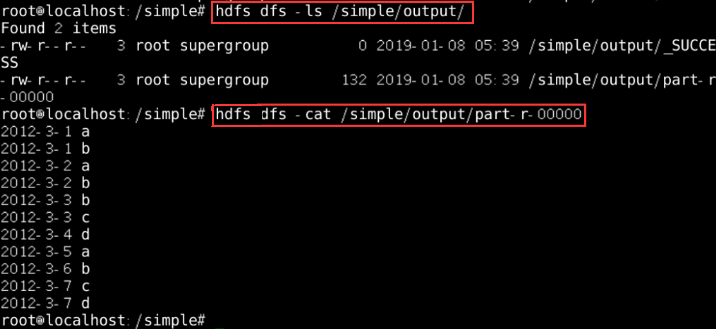 root@localhost:/simple# hdfs dfs -ls /simple/output/
Found 2 items
-rw-r--r--   3 root supergroup          0 2019-01-08 05:39 /simple/output/_SUCCE
SS
-rw-r--r--   3 root supergroup        132 2019-01-08 05:39 /simple/output/part-r
-00000
root@localhost:/simple# hdfs dfs -cat /simple/output/part-r-00000
2012-3-1 a
2012-3-1 b
2012-3-2 a
2012-3-2 b
2012-3-3 b
2012-3-3 c
2012-3-4 d
2012-3-5 a
2012-3-6 b
2012-3-7 c
2012-3-7 d
root@localhost:/simple#